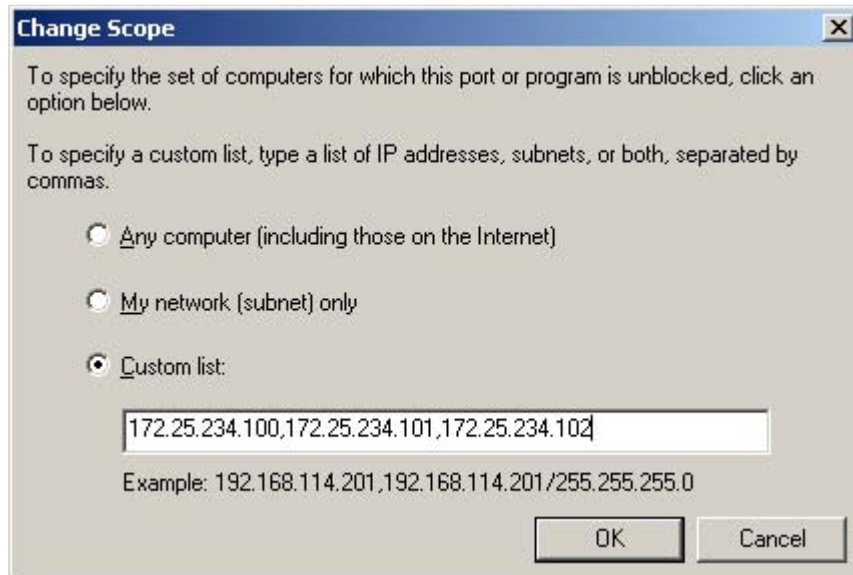 Change Scope
To specify the set of computers for which this port or program is unblocked, click an
option below.
To specify a custom list, type a list of IP addresses, subnets, or both, separated by
commas.
Any computer (including those on the Internet)
My network (subnet) only
Custom list:
172.25.234.100,172.25.234.101,172.25.234.102
Example: 192.168.114.201,192.168.114.201/255.255.255.0
OK Cancel